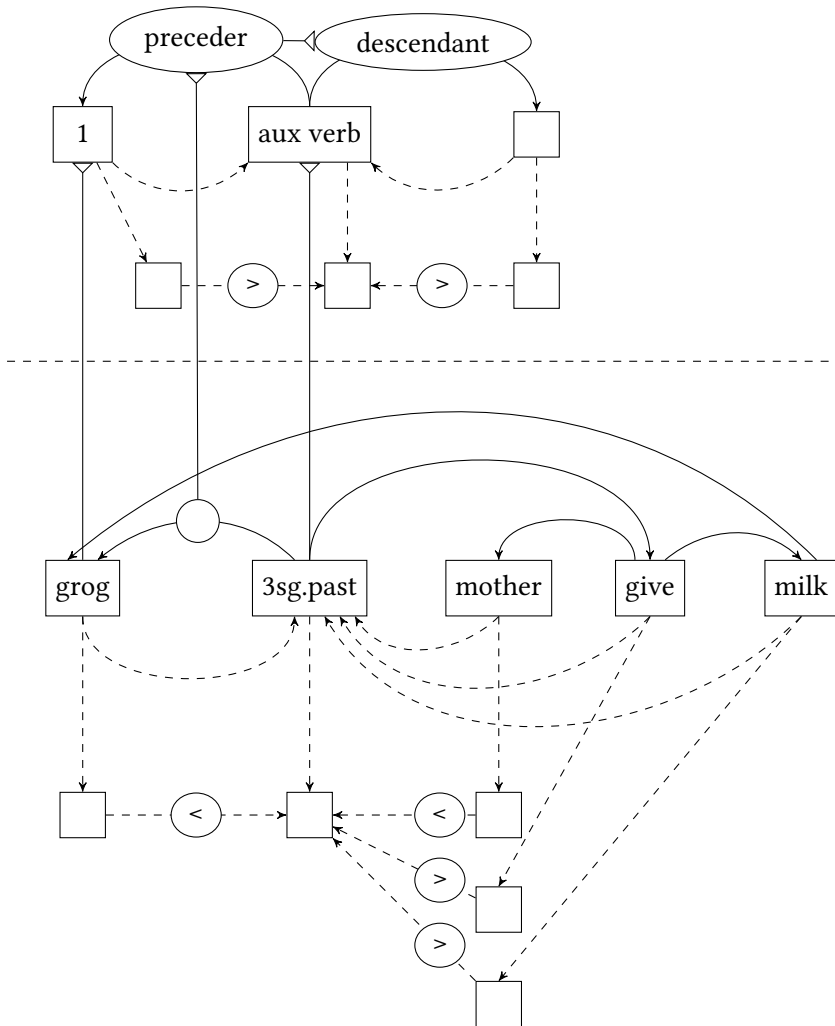 preceder
descendant
1
aux verb
> >
grog
3sg.past
mother
give
milk
< <
>
>